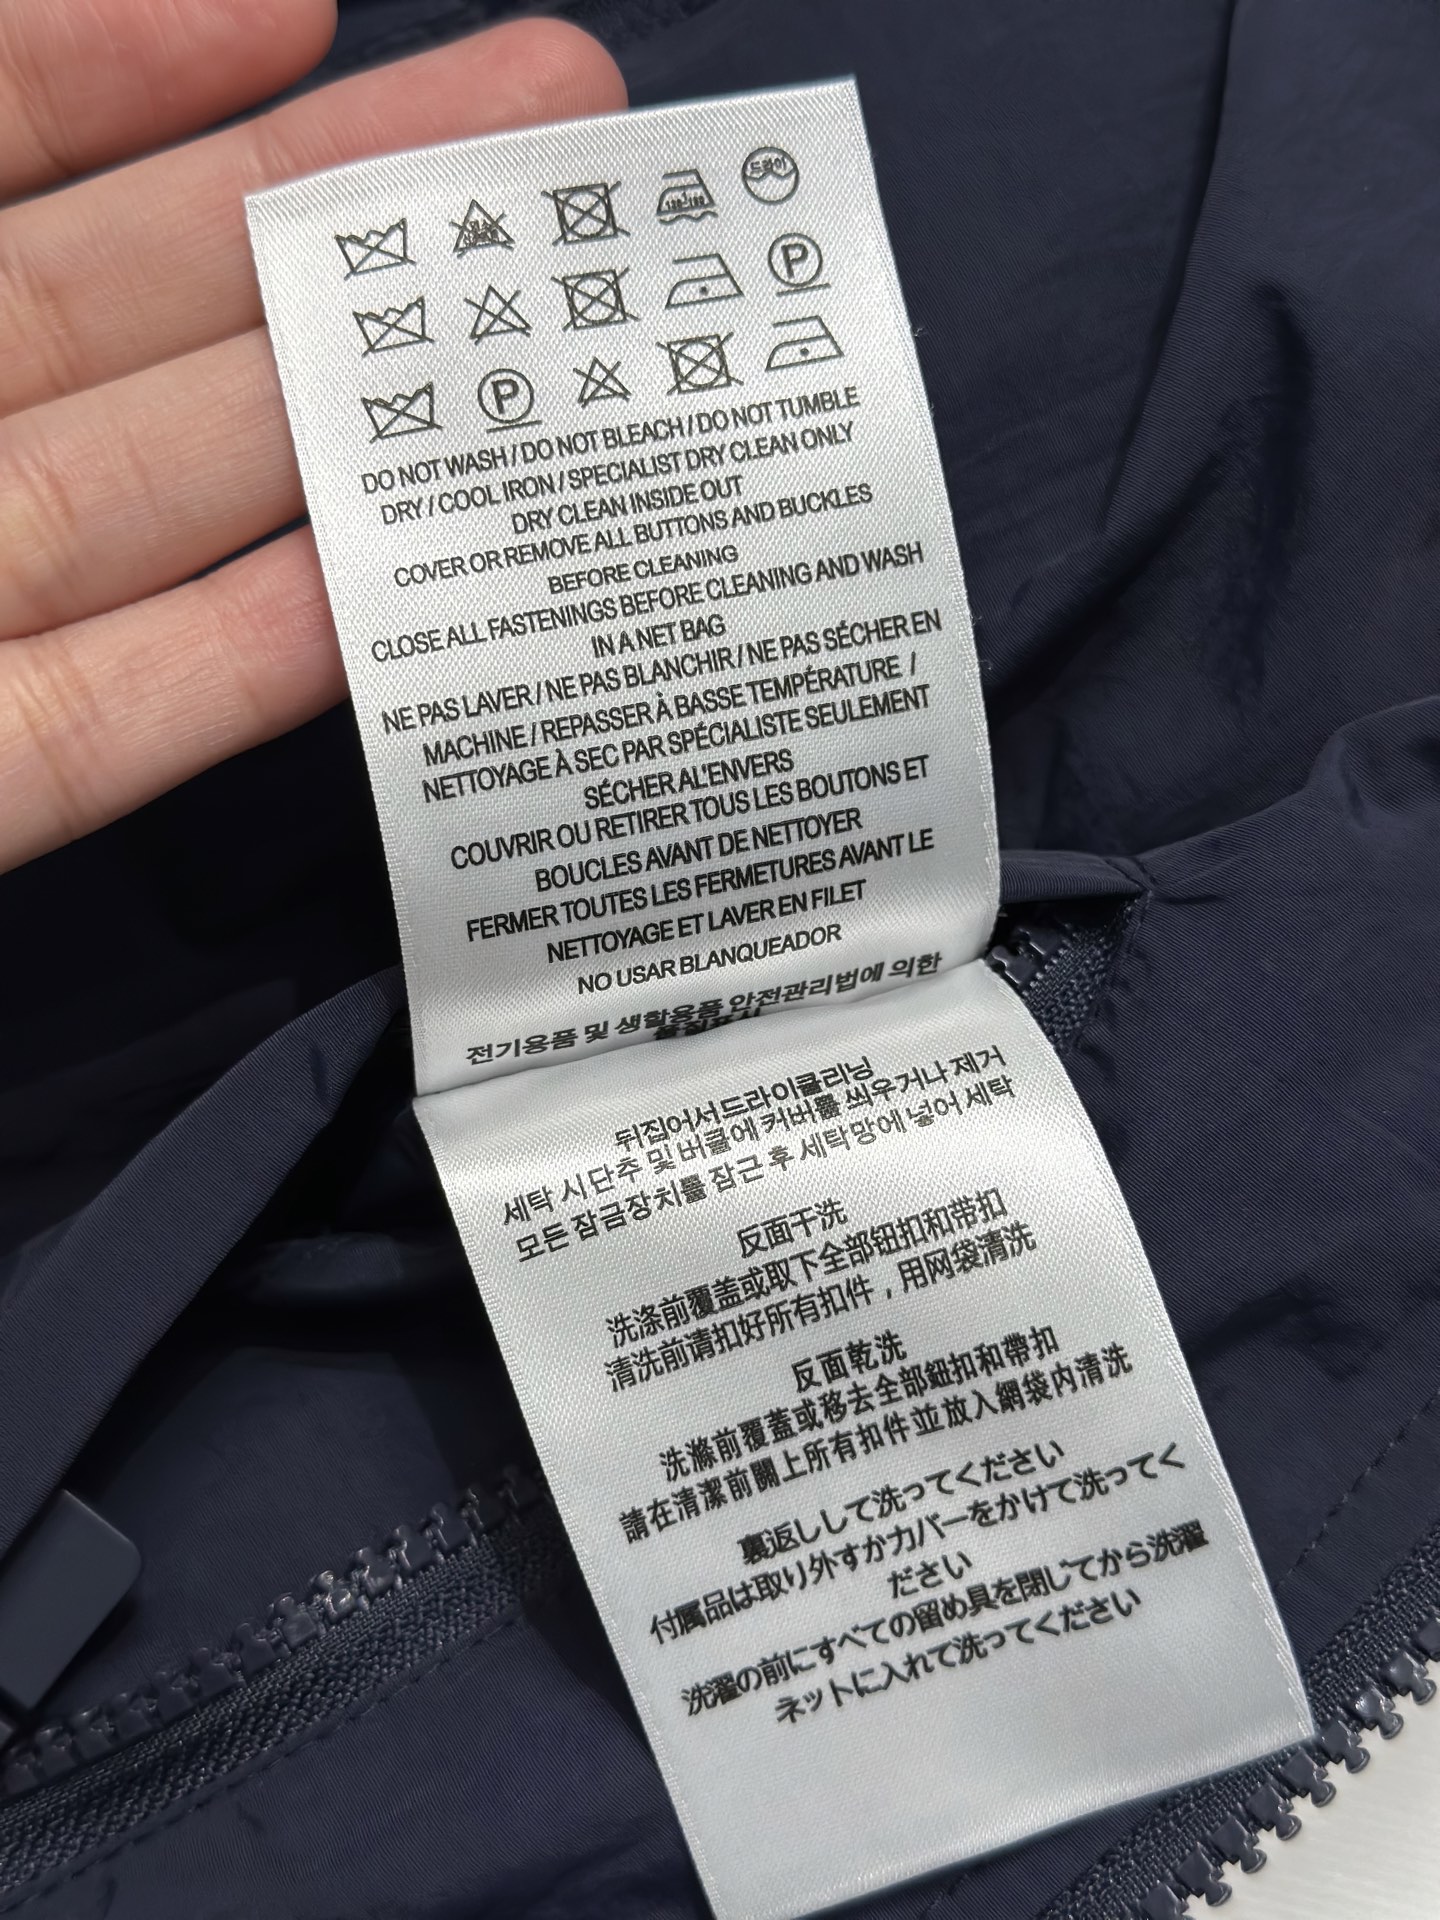 드라이
120~160
P
P
DO NOT WASH / DO NOT BLEACH / DO NOT TUMBLE
DRY / COOL IRON / SPECIALIST DRY CLEAN ONLY
DRY CLEAN INSIDE OUT
COVER OR REMOVE ALL BUTTONS AND BUCKLES
BEFORE CLEANING
CLOSE ALL FASTENINGS BEFORE CLEANING AND WASH
IN A NET BAG
NE PAS LAVER / NE PAS BLANCHIR / NE PAS SÉCHER EN
MACHINE / REPASSER À BASSE TEMPÉRATURE /
NETTOYAGE À SEC PAR SPÉCIALISTE SEULEMENT
SÉCHER AL'ENVERS
COUVRIR OU RETIRER TOUS LES BOUTONS ET
BOUCLES AVANT DE NETTOYER
FERMER TOUTES LES FERMETURES AVANT LE
NETTOYAGE ET LAVER EN FILET
NO USAR BLANQUEADOR
전기용품 및 생활용품 안전관리법에 의한
품질표시
뒤집어서드라이클리닝
세탁 시 단추 및 버클에 커버를 씌우거나 제거
모든 잠금장치를 잠근 후 세탁망에 넣어 세탁
反面干洗
洗涤前覆盖或取下全部钮扣和带扣
清洗前请扣好所有扣件，用网袋清洗
反面乾洗
洗滌前覆蓋或移去全部鈕扣和帶扣
請在清潔前關上所有扣件並放入網袋内清洗
裏返しして洗ってください
付属品は取り外すかカバーをかけて洗ってく
ださい
洗濯の前にすべての留め具を閉じてから洗濯
ネットに入れて洗ってください